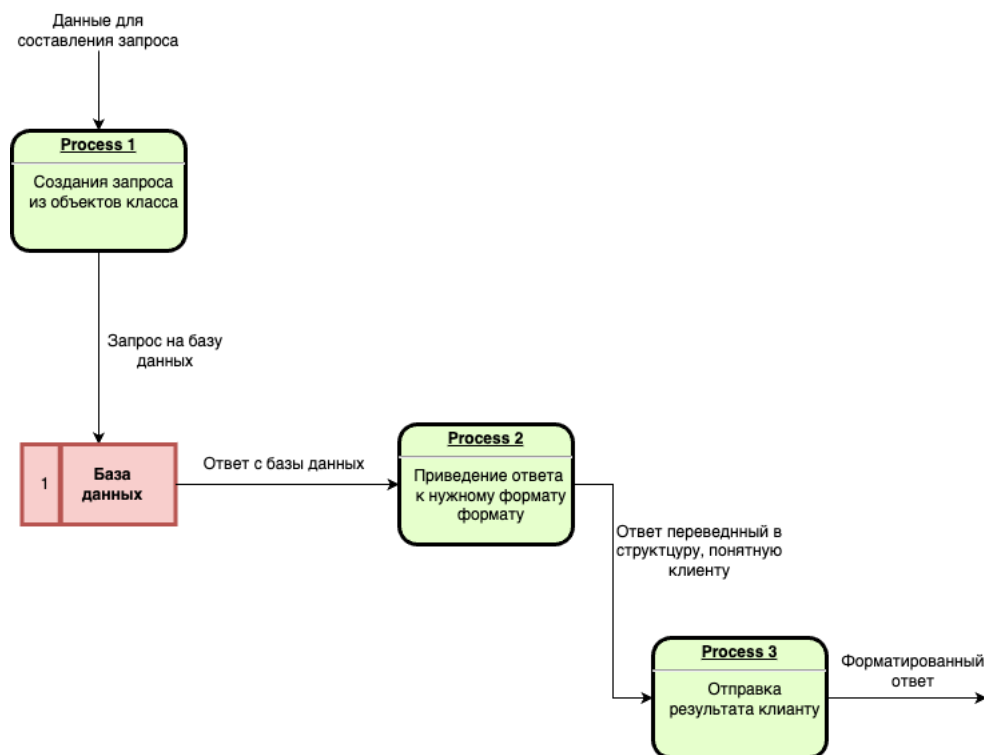 Данные для
составления запроса
Process 1
Создания запроса
из объектов класса
Запрос на базу
данных
1
База
данных
Ответ с базы данных
Process 2
Приведение ответа
к нужному формату
формату
Ответ переведнный в
структцуру, понятную
клиенту
Process 3
Отправка
результата клианту
Форматированный
ответ